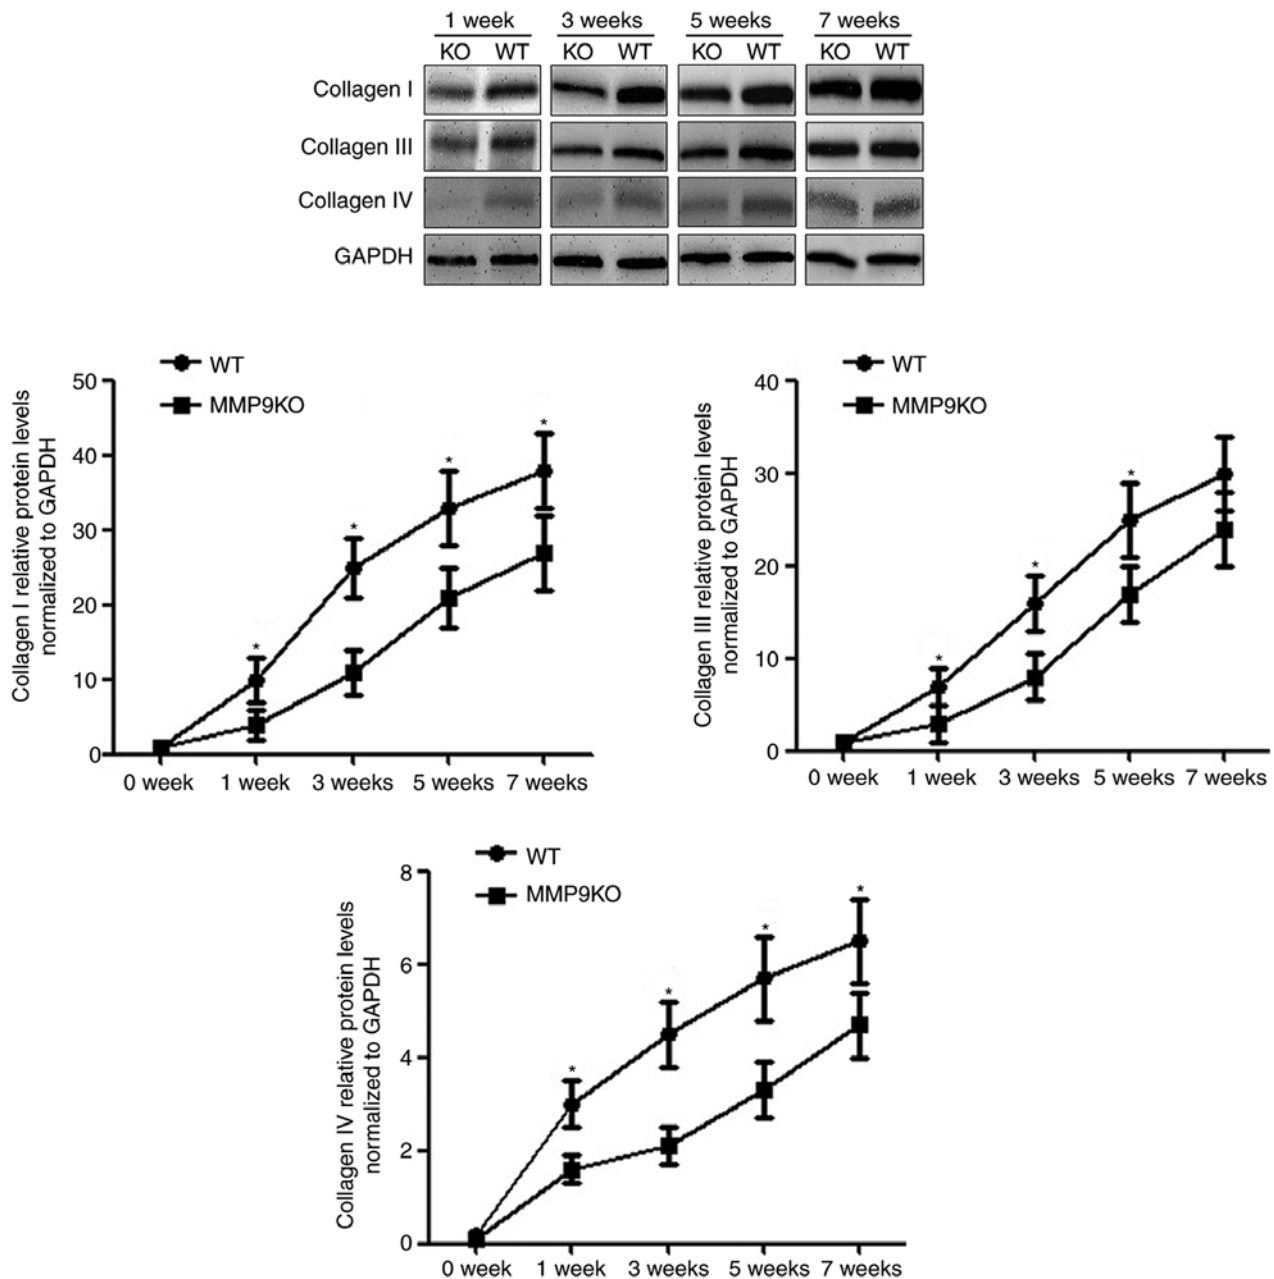 1 week 3 weeks 5 weeks 7 weeks
KO WT KO WT KO WT KO WT
Collagen I
Collagen III
Collagen IV
GAPDH
WT
MMP9KO
Collagen I relative protein levels
normalized to GAPDH
50
40
30
20
10
0
* * * *
0 week 1 week 3 weeks 5 weeks 7 weeks
WT
MMP9KO
Collagen III relative protein levels
normalized to GAPDH
40
30
20
10
0
* * *
0 week 1 week 3 weeks 5 weeks 7 weeks
WT
MMP9KO
Collagen IV relative protein levels
normalized to GAPDH
8
6
4
2
0
* * * *
0 week 1 week 3 weeks 5 weeks 7 weeks